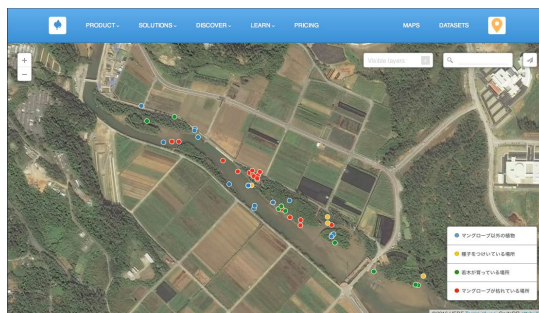 PRODUCT
SOLUTIONS
DISCOVER
LEARN
PRICING
MAPS
DATASETS
Visible layers
マングローブ以外の植物
種子をつけている場所
若木が育っている場所
マングローブが枯れている場所